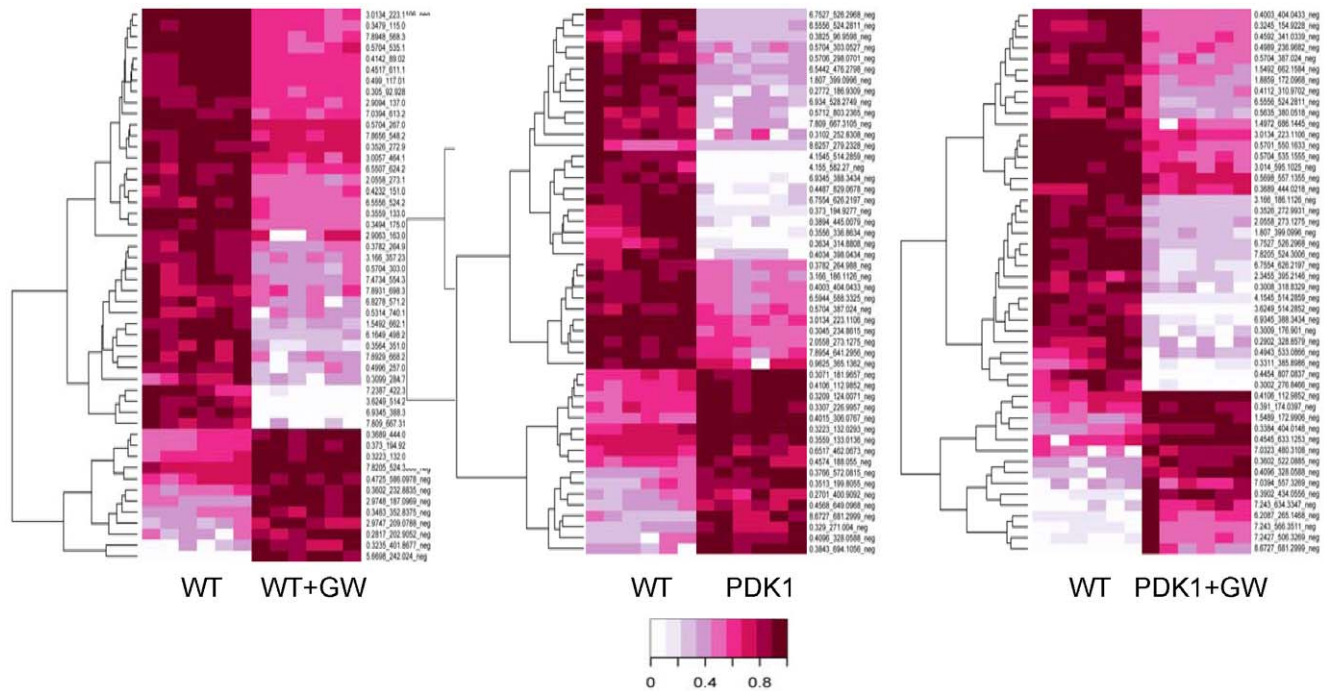 3.0134_223.1106_neg
0.3479_115.0
7.8948_568.3
0.5704_535.1
0.4142_89.02
0.4517_611.1
0.499_117.01
0.305_92.928
2.9094_137.0
7.0394_613.2
0.5704_267.0
7.8656_548.2
0.3526_272.9
3.0057_464.1
6.5507_624.2
2.0558_273.1
0.4232_151.0
6.5556_524.2
0.3559_133.0
0.3494_175.0
2.9063_163.0
0.3782_264.9
3.166_357.23
0.5704_303.0
7.4734_554.3
7.8931_698.3
6.8278_571.2
0.5314_740.1
1.5492_662.1
6.1649_498.2
0.3564_351.0
7.8929_668.2
0.4996_257.0
0.3099_284.7
7.2387_422.3
3.6249_514.2
6.9345_388.3
7.809_667.31
0.3689_444.0
0.373_194.92
0.3223_132.0
7.8205_524.3
0.4725_586.0978_neg
0.3602_232.8835_neg
2.9748_187.0969_neg
0.3483_352.8375_neg
2.9747_209.0788_neg
0.2817_202.9052_neg
0.3235_401.8677_neg
5.6698_242.024_neg
WT WT+GW
6.7527_526.2968_neg
6.5556_524.2811_neg
0.3825_96.9598_neg
0.5704_303.0527_neg
5.5706_298.0701_neg
6.5442_476.2798_neg
1.807_399.0996_neg
0.2772_186.9309_neg
6.934_528.2749_neg
0.5712_803.2365_neg
7.809_667.3105_neg
0.3102_252.8308_neg
8.6257_279.2328_neg
4.1545_514.2859_neg
4.155_582.27_neg
6.9345_388.3434_neg
0.4487_829.0678_neg
6.7554_626.2197_neg
0.373_194.9277_neg
0.3894_445.0079_neg
0.3556_336.8634_neg
0.3634_314.8808_neg
0.4034_398.0434_neg
0.3782_264.988_neg
3.166_186.1126_neg
0.4003_404.0433_neg
6.5944_588.3325_neg
0.5704_387.024_neg
3.0134_223.1106_neg
0.3045_234.8615_neg
2.0558_273.1275_neg
7.8954_641.2956_neg
0.9625_365.1362_neg
0.3071_181.9657_neg
0.4106_112.9852_neg
0.3209_124.0071_neg
0.3307_226.9957_neg
0.4015_306.0767_neg
0.3223_132.0293_neg
0.3559_133.0136_neg
0.6517_462.0673_neg
0.4574_188.055_neg
0.3766_572.0815_neg
0.3513_199.8055_neg
0.2701_400.9092_neg
0.4568_649.0968_neg
8.6727_681.2999_neg
0.329_271.004_neg
0.4096_328.0588_neg
0.3843_694.1056_neg
WT PDK1
0.4003_404.0433_neg
0.3245_154.9228_neg
0.4592_341.0339_neg
0.4989_236.9682_neg
0.5704_387.024_neg
1.5492_662.1584_neg
1.8859_172.0968_neg
0.4112_310.9702_neg
6.5556_524.2811_neg
0.5635_380.0518_neg
1.4972_686.1445_neg
3.0134_223.1106_neg
0.5701_550.1633_neg
0.5704_535.1555_neg
3.014_595.1025_neg
0.5698_557.1355_neg
0.3689_444.0218_neg
3.166_186.1126_neg
0.3526_272.9931_neg
2.0558_273.1275_neg
1.807_399.0996_neg
6.7527_526.2968_neg
7.8205_524.3006_neg
6.7554_626.2197_neg
2.3455_395.2146_neg
0.3008_318.8329_neg
4.1545_514.2859_neg
3.6249_514.2852_neg
6.9345_388.3434_neg
0.3009_176.901_neg
0.2902_328.8579_neg
0.4943_533.0866_neg
0.3311_385.8986_neg
0.4454_807.0837_neg
0.3002_276.8466_neg
0.4106_112.9852_neg
0.391_174.0397_neg
1.5489_172.9906_neg
0.3384_404.0148_neg
0.4545_633.1253_neg
7.0323_480.3108_neg
0.3602_522.0885_neg
0.4096_328.0588_neg
7.0394_557.3269_neg
0.3902_434.0556_neg
7.243_634.3347_neg
6.2087_265.1468_neg
7.243_566.3511_neg
7.2427_506.3269_neg
8.6727_681.2999_neg
WT PDK1+GW
0 0.4 0.8